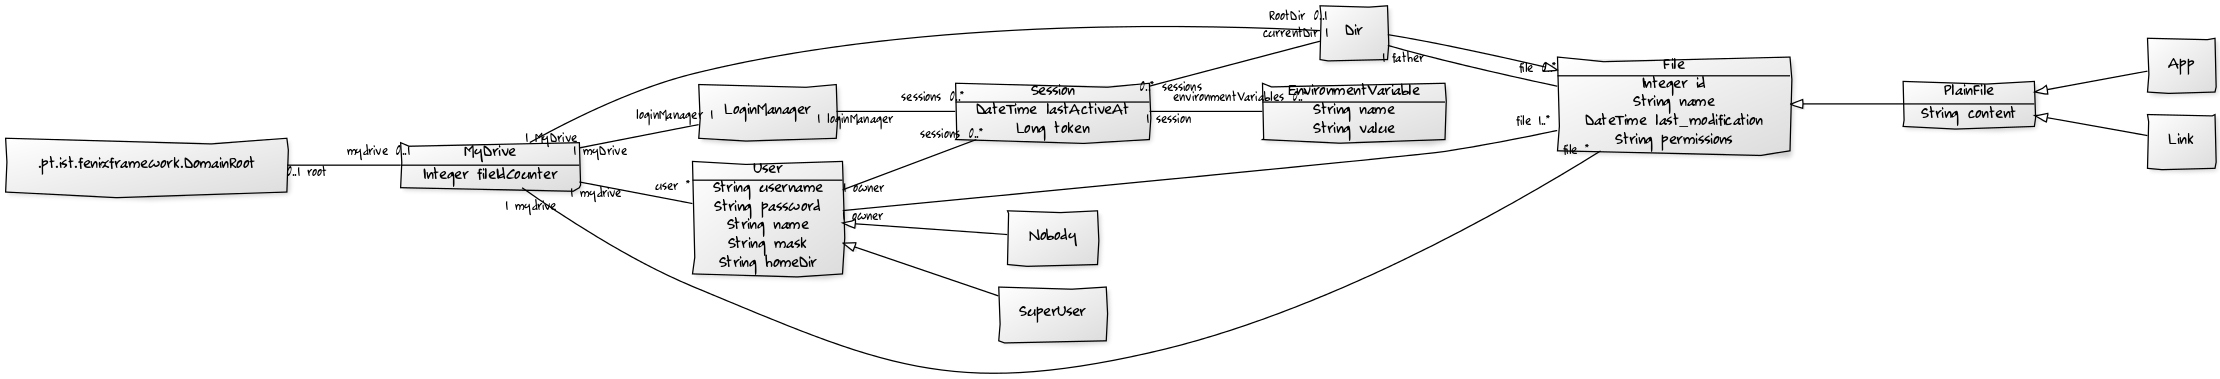 .pt.ist.fenixframework.DomainRoot
0..1 root
mydrive 0..1
MyDrive
Integer fileIdCounter
1 MyDrive
1 myDrive
1 mydrive
1 mydrive
loginManager 1
LoginManager
1 loginManager
user *
User
String username
String password
String name
String mask
String homeDir
1 owner
owner
sessions 0..*
sessions 0..*
Session
DateTime lastActiveAt
Long token
0..* sessions
1 session
Nobody
SuperUser
environmentVariables 0..*
EnvironmentVariable
String name
String value
RootDir 0..1
currentDir 1
Dir
1 father
file 0..*
file 1..*
file *
File
Integer id
String name
DateTime last_modification
String permissions
PlainFile
String content
App
Link